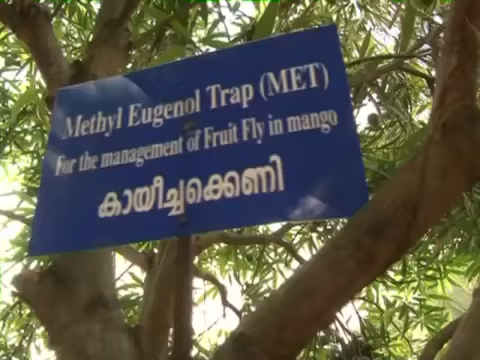 Methyl Eugenol Trap (MET)
For the management of Fruit Fly in mango
കായീച്ചക്കെണി